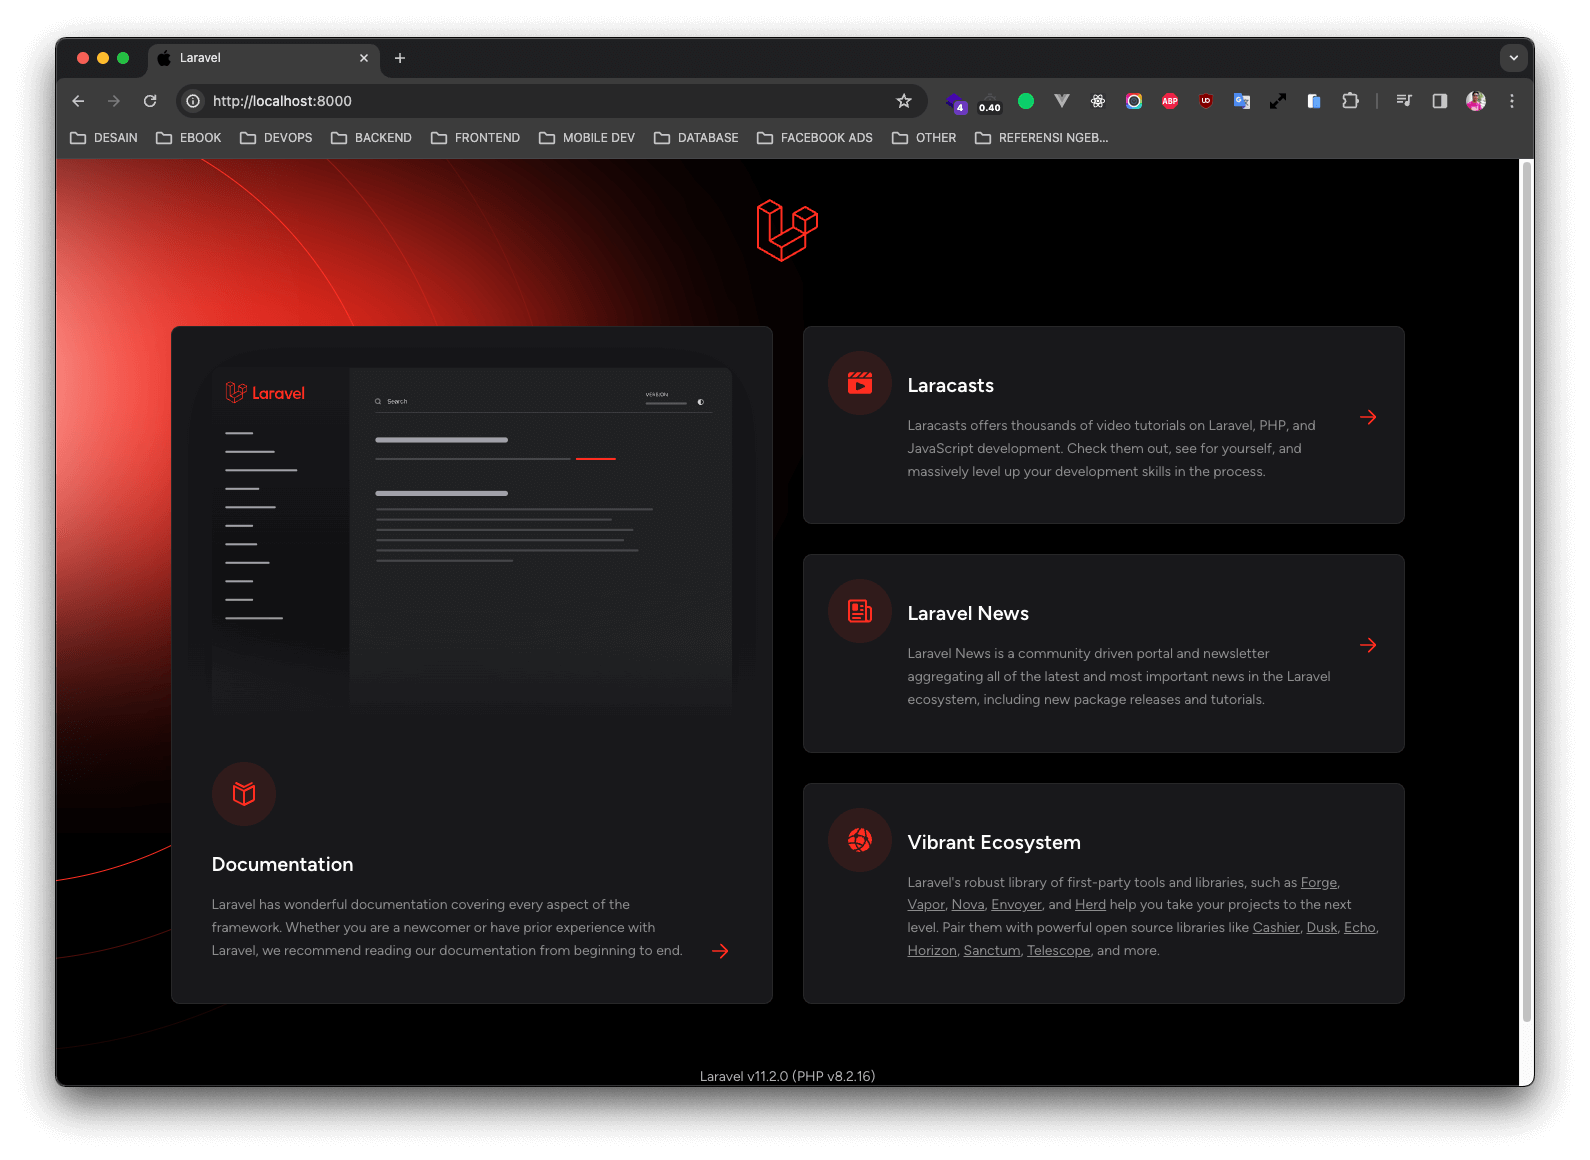 Laravel
http://localhost:8000
4
0.40
ABP
DESAIN
EBOOK
DEVOPS
BACKEND
FRONTEND
MOBILE DEV
DATABASE
FACEBOOK ADS
OTHER
REFERENSI NGEB...
Laravel
Search
VERSION
Documentation
Laravel has wonderful documentation covering every aspect of the
framework. Whether you are a newcomer or have prior experience with
Laravel, we recommend reading our documentation from beginning to end.
Laracasts
Laracasts offers thousands of video tutorials on Laravel, PHP, and
JavaScript development. Check them out, see for yourself, and
massively level up your development skills in the process.
Laravel News
Laravel News is a community driven portal and newsletter
aggregating all of the latest and most important news in the Laravel
ecosystem, including new package releases and tutorials.
Vibrant Ecosystem
Laravel's robust library of first-party tools and libraries, such as Forge,
Vapor, Nova, Envoyer, and Herd help you take your projects to the next
level. Pair them with powerful open source libraries like Cashier, Dusk, Echo,
Horizon, Sanctum, Telescope, and more.
Laravel v11.2.0 (PHP v8.2.16)